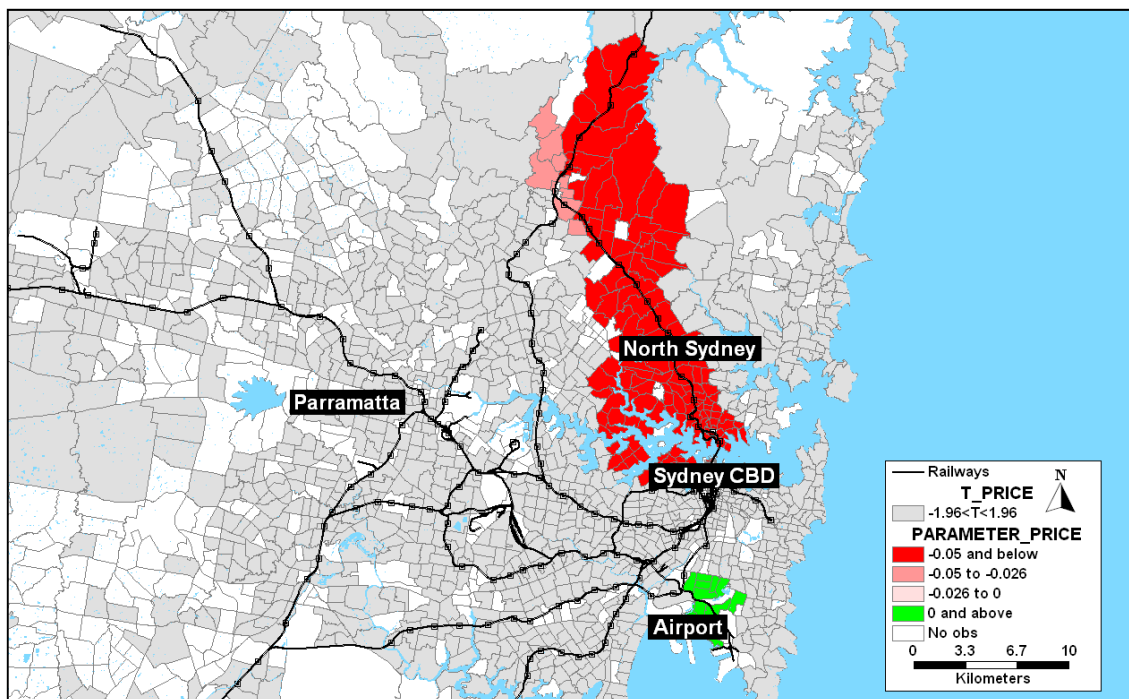 North Sydney
Parramatta
Sydney CBD
Airport
Railways
N
T_PRICE
-1.96<T<1.96
PARAMETER_PRICE
-0.05 and below
-0.05 to -0.026
-0.026 to 0
0 and above
No obs
0 3.3 6.7 10
Kilometers